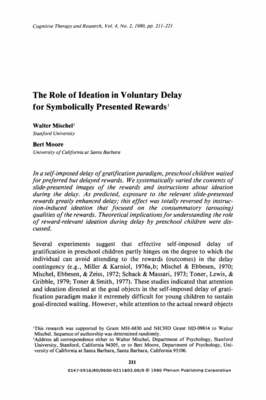 Cognitive Therapy and Research, Vol. 4, No. 2, 1980, pp. 211-221
The Role of Ideation in Voluntary Delay
for Symbolically Presented Rewards¹
Walter Mischel²
Stanford University
Bert Moore
University of California at Santa Barbara
In a self-imposed delay of gratification paradigm, preschool children waited
for preferred but delayed rewards. We systematically varied the contents of
slide-presented images of the rewards and instructions about ideation
during the delay. As predicted, exposure to the relevant slide-presented
rewards greatly enhanced delay; this effect was totally reversed by instruc-
tion-induced ideation that focused on the consummatory (arousing)
qualities of the rewards. Theoretical implications for understanding the role
of reward-relevant ideation during delay by preschool children were dis-
cussed.
Several experiments suggest that effective self-imposed delay of
gratification in preschool children partly hinges on the degree to which the
individual can avoid attending to the rewards (outcomes) in the delay
contingency (e.g., Miller & Karniol, 1976a,b; Mischel & Ebbesen, 1970;
Mischel, Ebbesen, & Zeiss, 1972; Schack & Massari, 1973; Toner, Lewis, &
Gribble, 1979; Toner & Smith, 1977). These studies indicated that attention
and ideation directed at the goal objects in the self-imposed delay of grati-
fication paradigm make it extremely difficult for young children to sustain
goal-directed waiting. However, while attention to the actual reward objects
¹This research was supported by Grant MH-6830 and NICHD Grant HD-09814 to Walter
Mischel. Sequence of authorship was determined randomly.
²Address all correspondence either to Walter Mischel, Department of Psychology, Stanford
University, Stanford, California 94305, or to Bert Moore, Department of Psychology, Uni-
versity of California at Santa Barbara, Santa Barbara, California 93106.
211
0147-5916/80/0600-0211$03.00/0 © 1980 Plenum Publishing Corporation